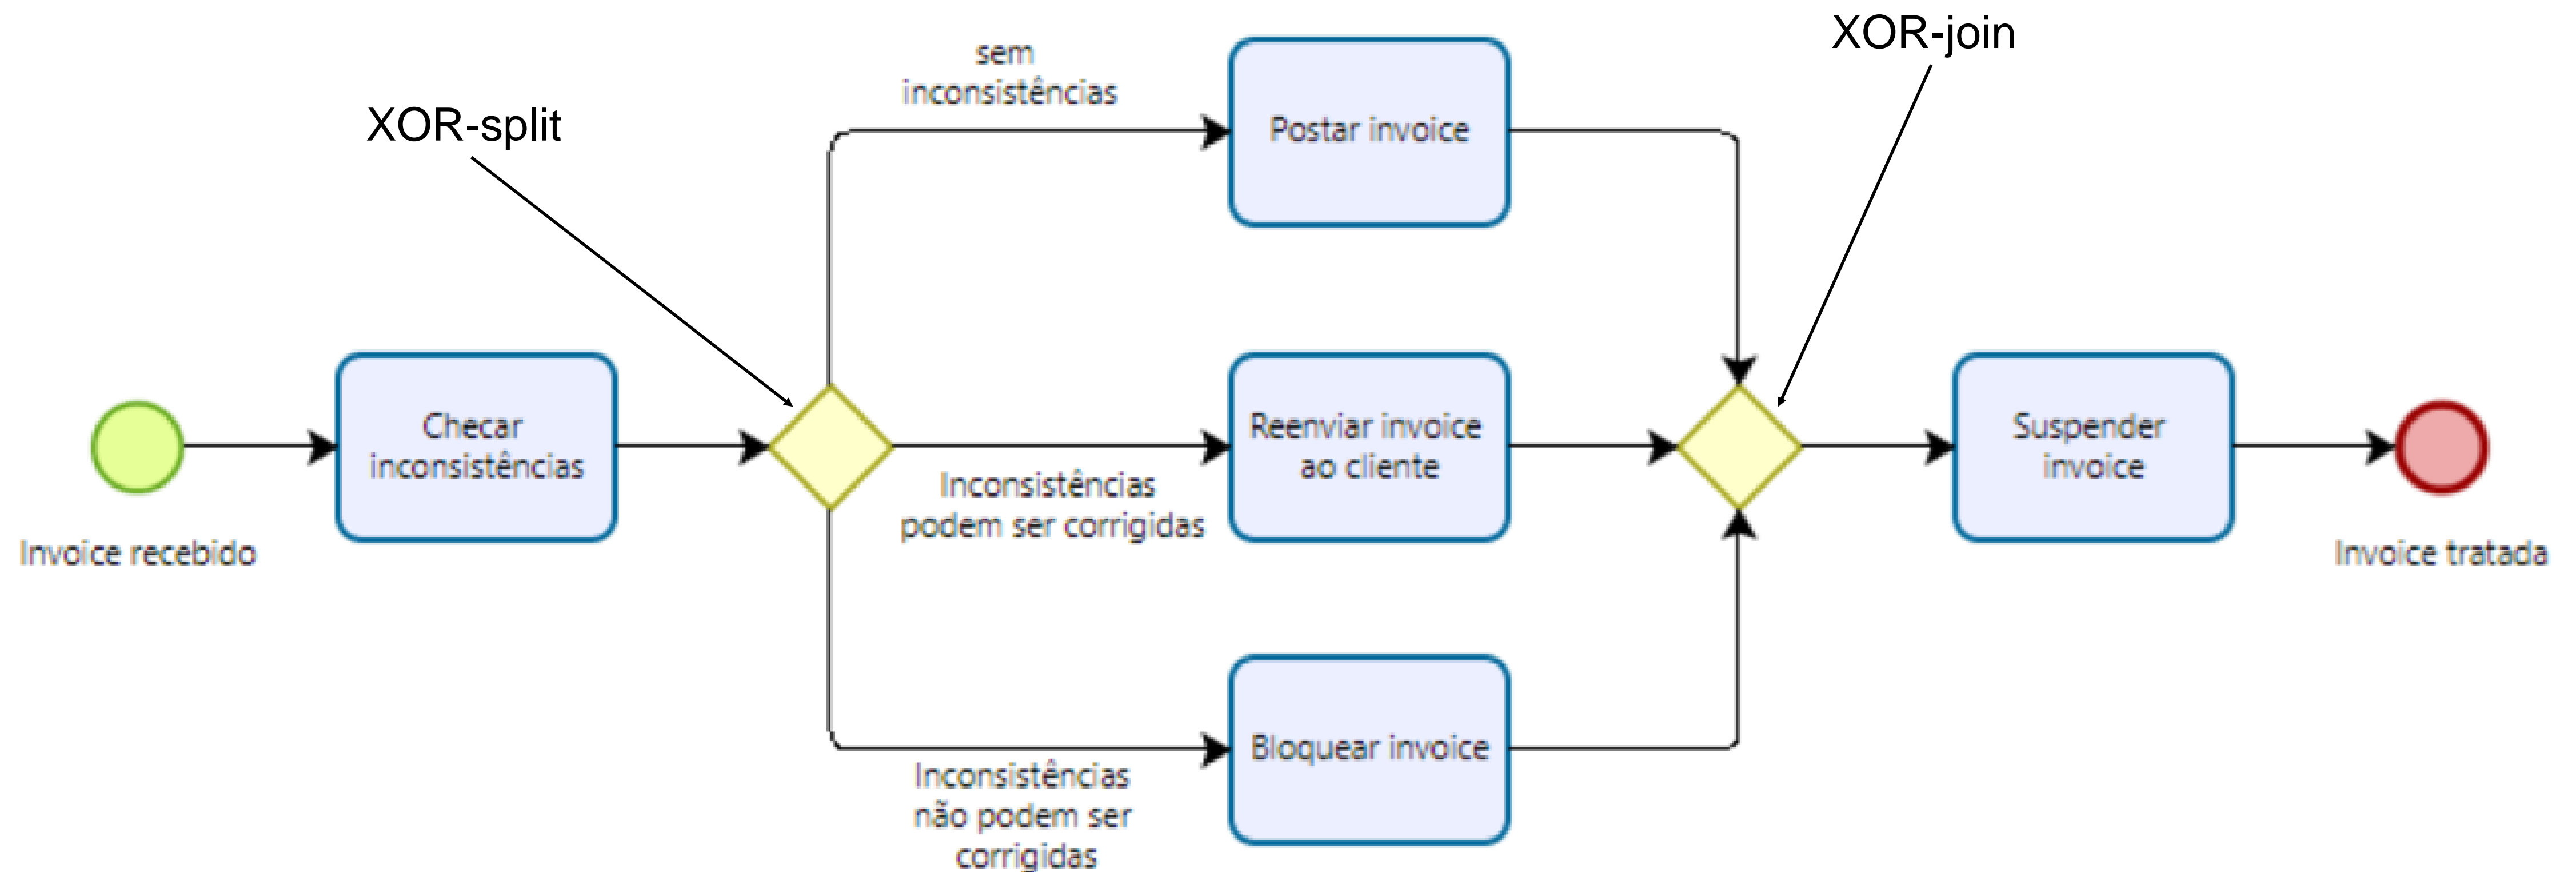 XOR-join
XOR-split
sem
inconsistências
Postar invoice
Invoice recebido
Checar
inconsistências
Inconsistências
podem ser corrigidas
Reenviar invoice
ao cliente
Suspender
invoice
Invoice tratada
Inconsistências
não podem ser
corrigidas
Bloquear invoice